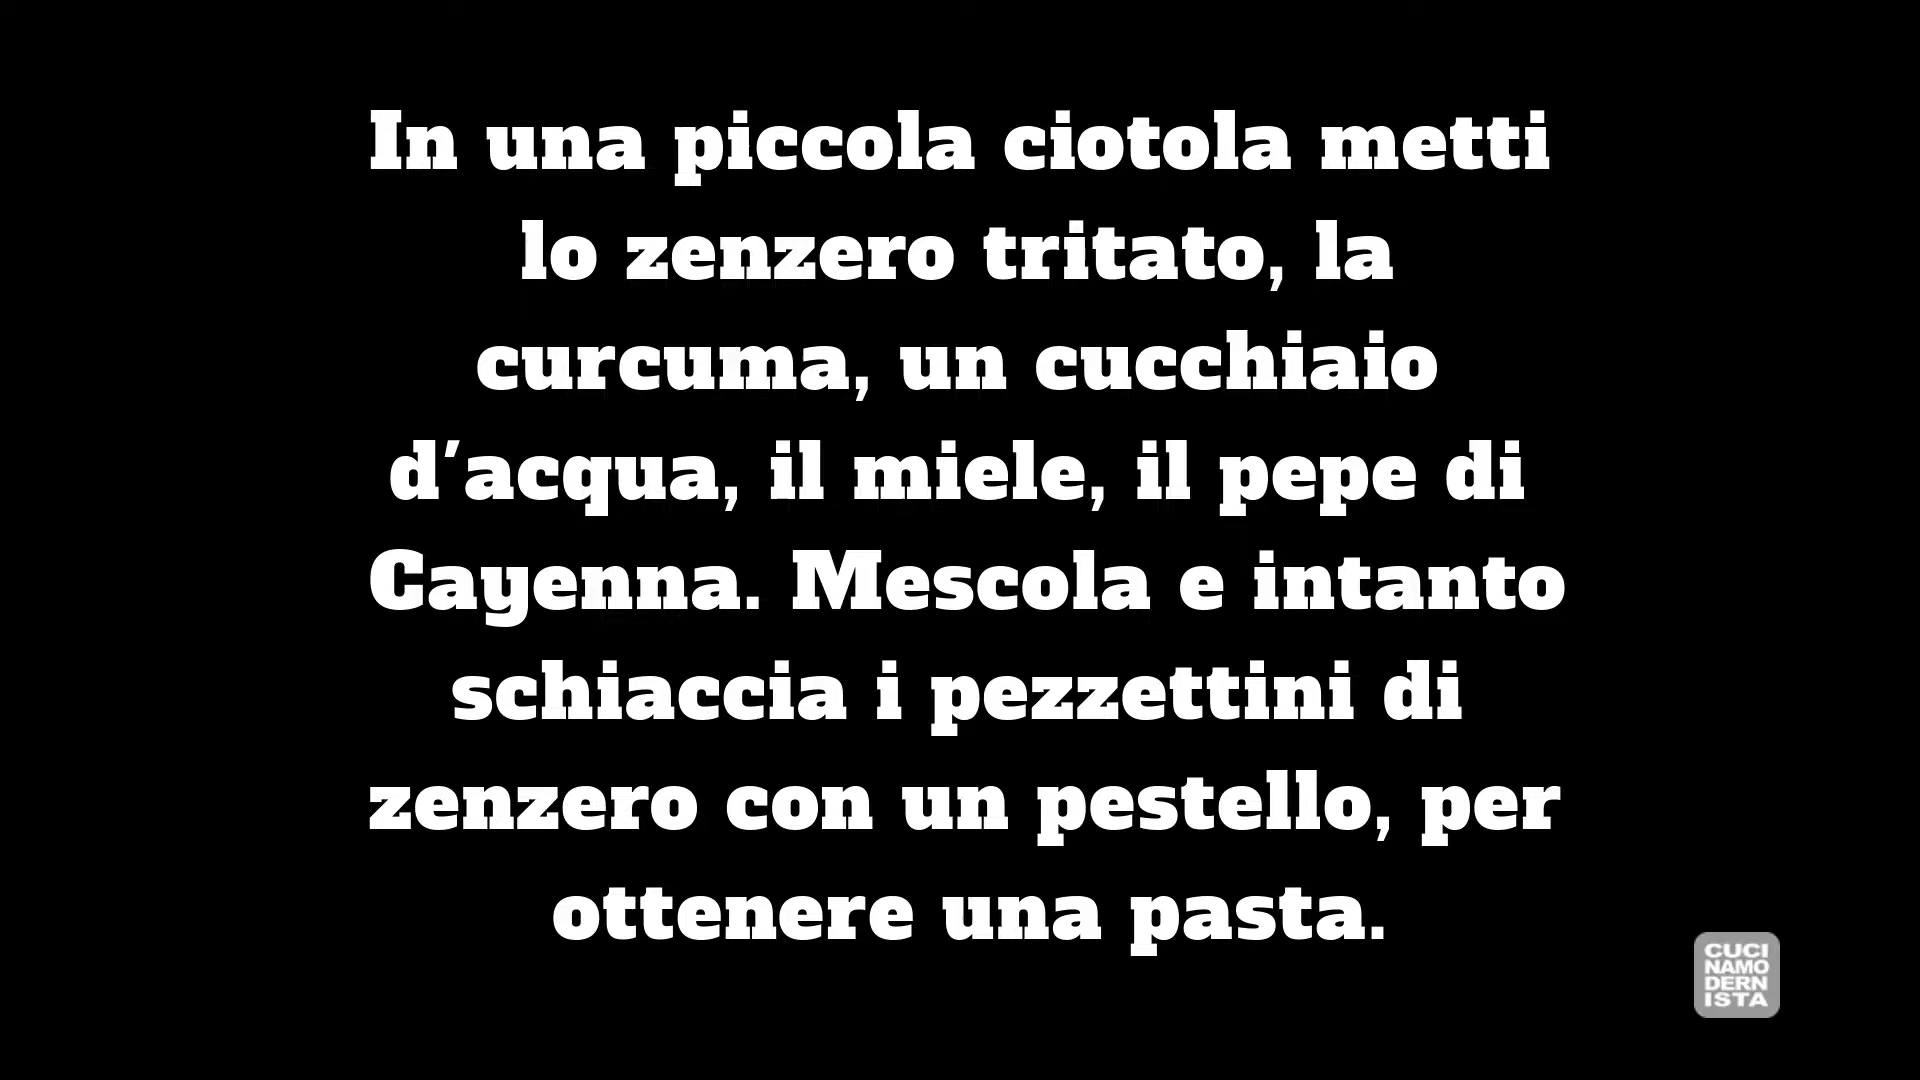 In una piccola ciotola metti
lo zenzero tritato, la
curcuma, un cucchiaio
d'acqua, il miele, il pepe di
Cayenna. Mescola e intanto
schiaccia i pezzettini di
zenzero con un pestello, per
ottenere una pasta.
CUCI
NAMO
DERN
ISTA